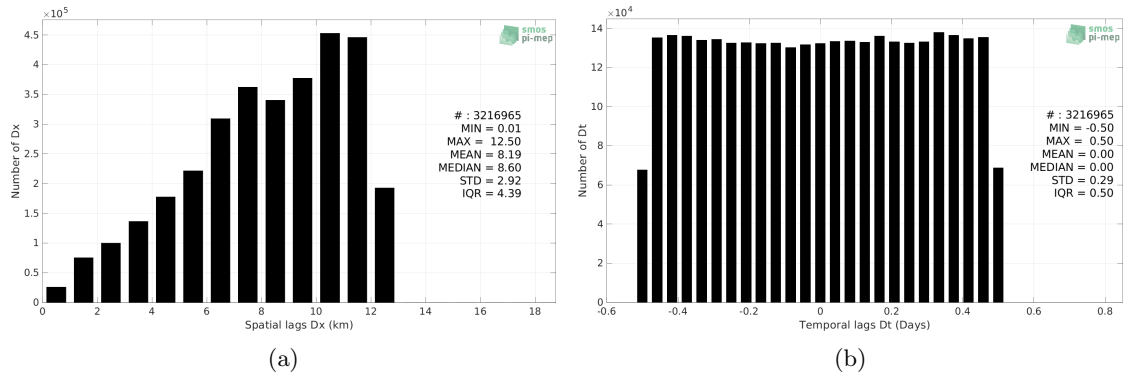 ×10⁵
4.5
4
3.5
3
2.5
2
1.5
1
0.5
0
Number of Dx
smos
pi-mep
# : 3216965
MIN = 0.01
MAX = 12.50
MEAN = 8.19
MEDIAN = 8.60
STD = 2.92
IQR = 4.39
0 2 4 6 8 10 12 14 16 18
Spatial lags Dx (km)
(a)
×10⁴
14
12
10
8
6
4
2
0
Number of Dt
smos
pi-mep
# : 3216965
MIN = -0.50
MAX = 0.50
MEAN = 0.00
MEDIAN = 0.00
STD = 0.29
IQR = 0.50
-0.6 -0.4 -0.2 0 0.2 0.4 0.6 0.8
Temporal lags Dt (Days)
(b)